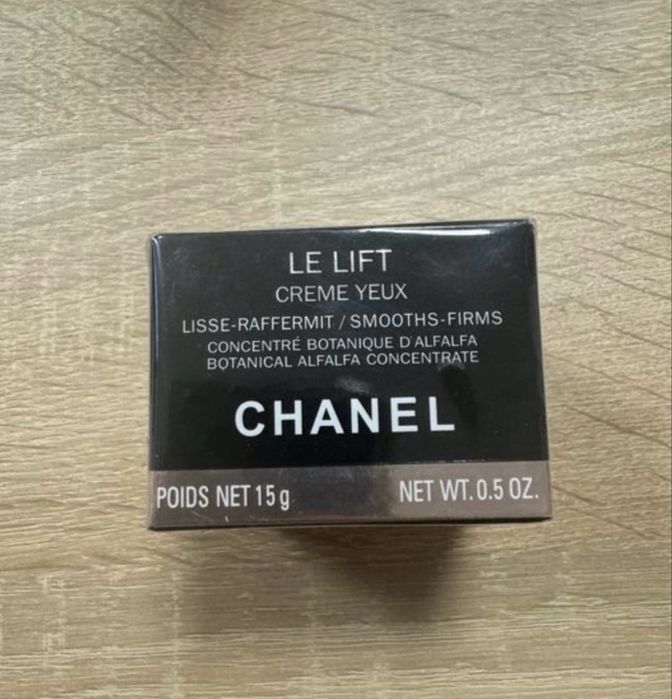 LE LIFT
CREME YEUX
LISSE-RAFFERMIT / SMOOTHS-FIRMS
CONCENTRÉ BOTANIQUE D'ALFALFA
BOTANICAL ALFALFA CONCENTRATE
CHANEL
POIDS NET 15 g NET WT. 0.5 OZ.